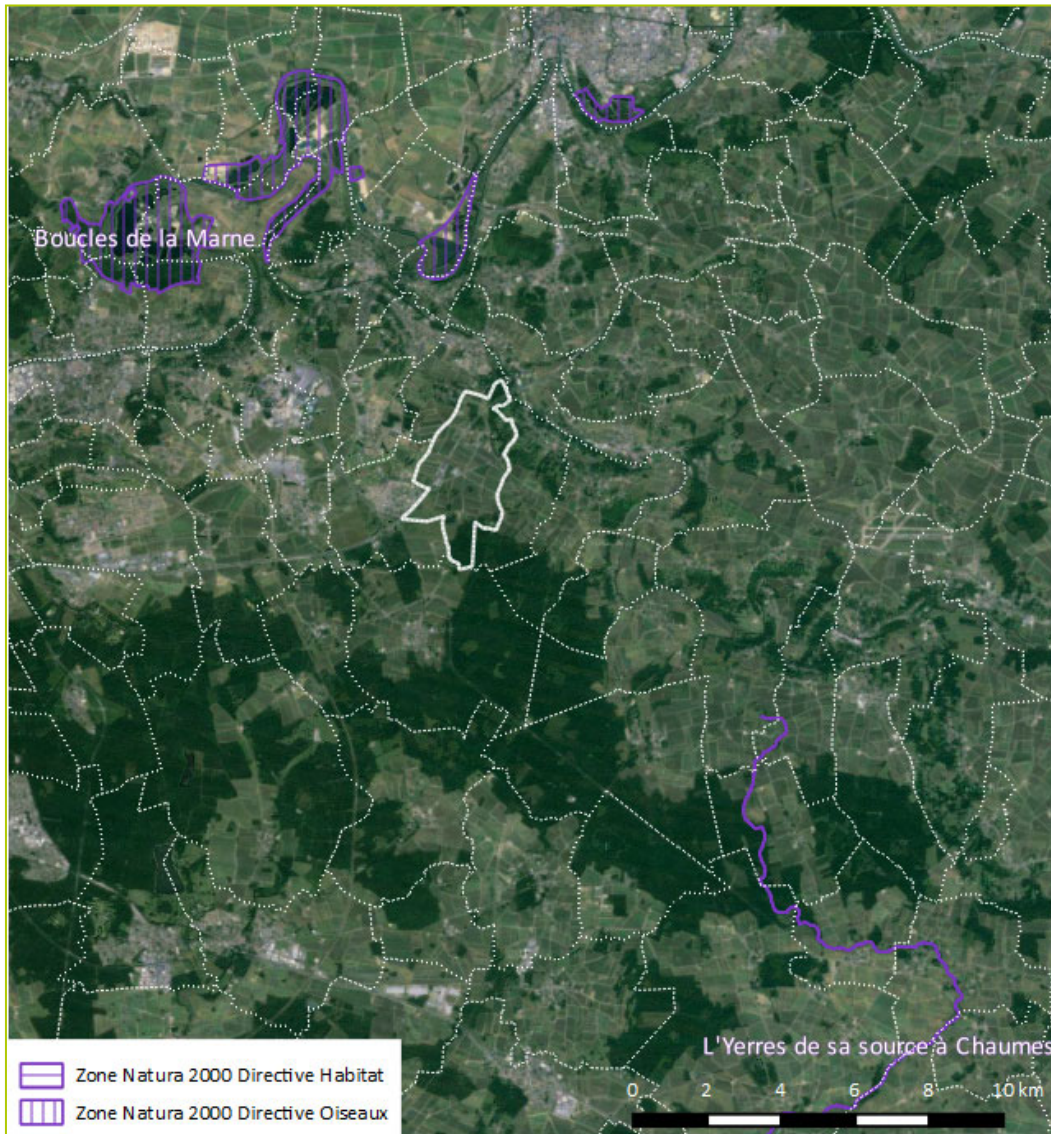 Boucles de la Marne
L'Yerres de sa source à Chaumes
Zone Natura 2000 Directive Habitat
Zone Natura 2000 Directive Oiseaux
0 2 4 6 8 10 km